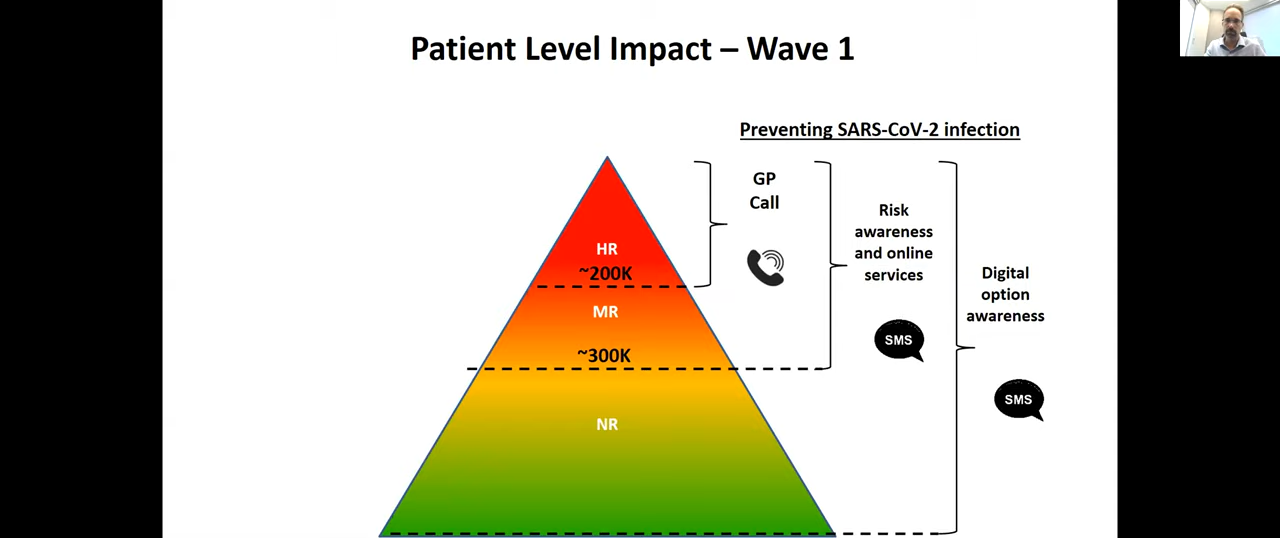 Patient Level Impact – Wave 1
Preventing SARS-CoV-2 infection
GP
Call
Risk
awareness
and online
services
SMS
Digital
option
awareness
SMS
HR
~200K
MR
~300K
NR